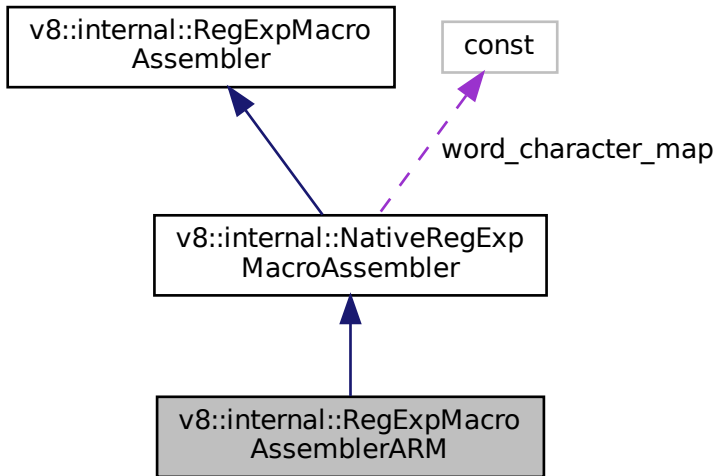 v8::internal::RegExpMacro
Assembler
const
word_character_map
v8::internal::NativeRegExp
MacroAssembler
v8::internal::RegExpMacro
AssemblerARM